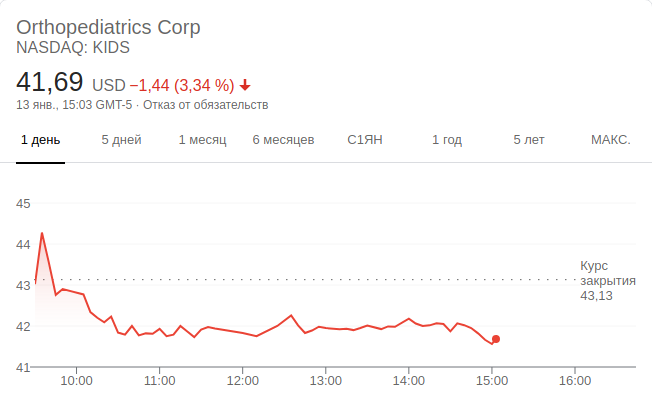 Orthopediatrics Corp
NASDAQ: KIDS
41,69 USD −1,44 (3,34 %)
13 янв., 15:03 GMT-5 · Отказ от обязательств
1 день 5 дней 1 месяц 6 месяцев С1ЯН 1 год 5 лет МАКС.
45
44
Курс
закрытия
43,13
43
42
41
10:00 11:00 12:00 13:00 14:00 15:00 16:00